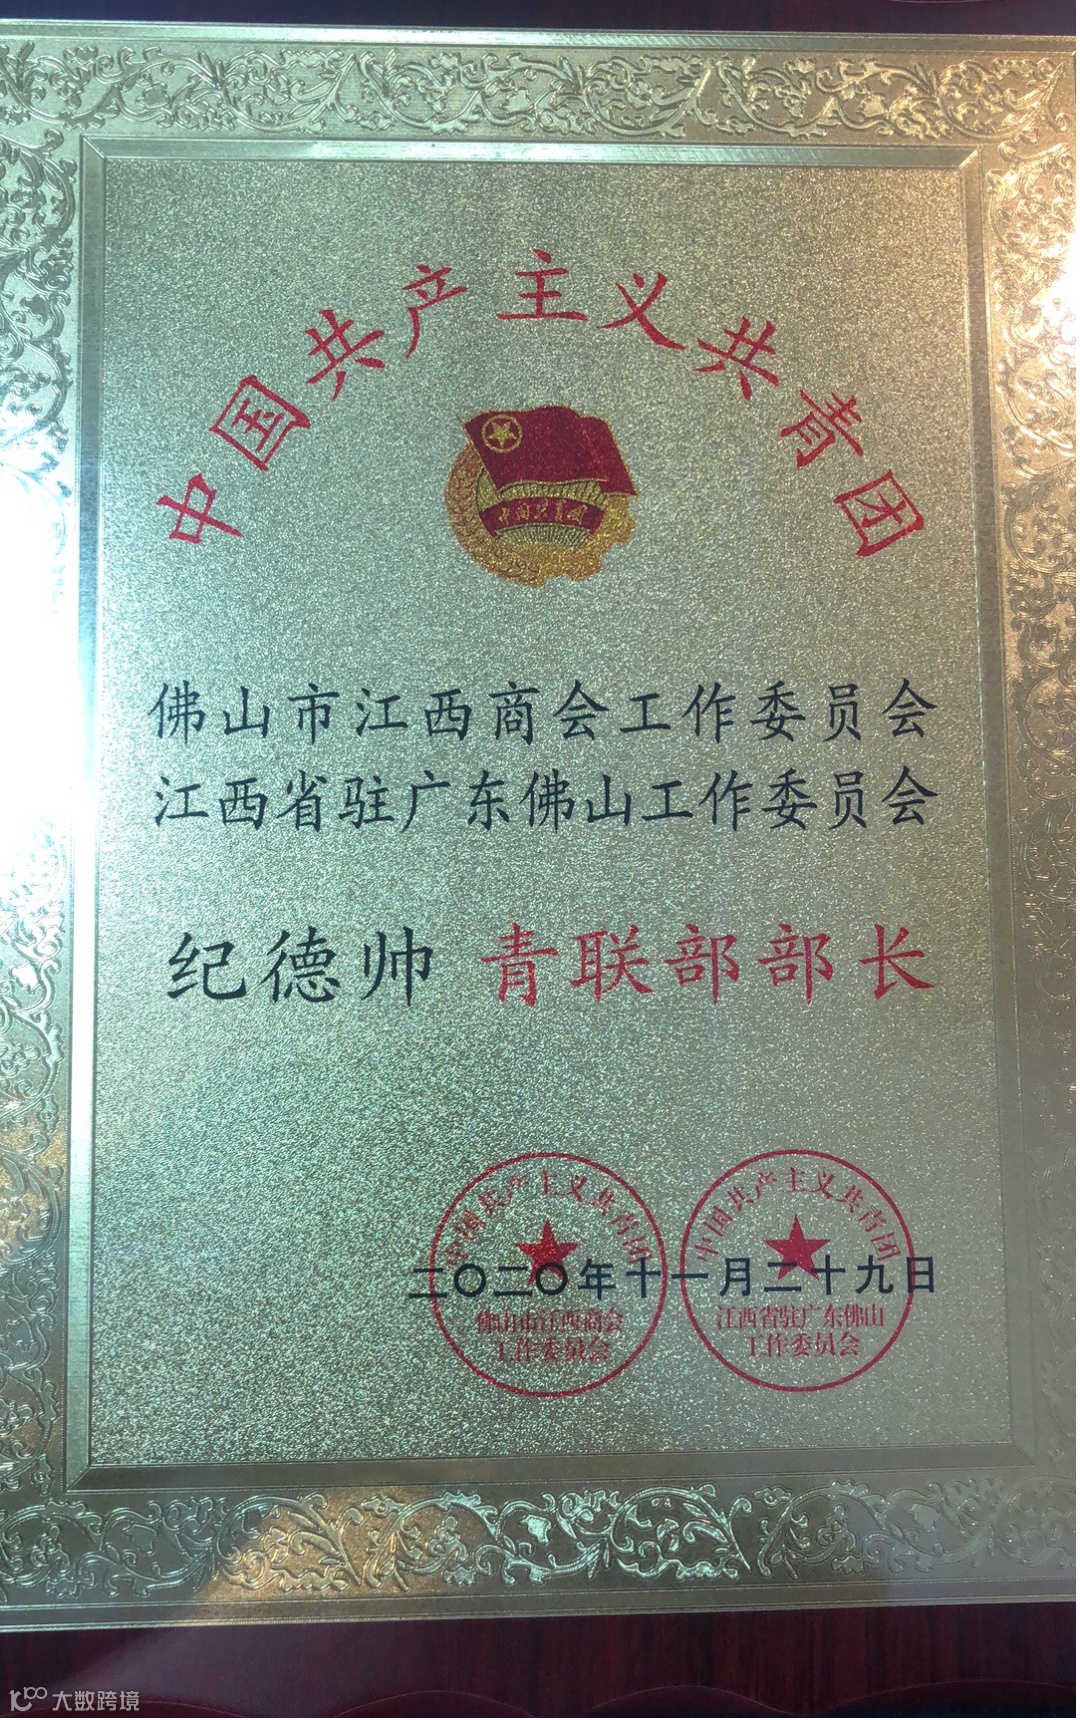 中国共产主义共青团
中国共青团
佛山市江西商会工作委员会
江西省驻广东佛山工作委员会
纪德帅 青联部部长
中国共产主义共青团
佛山市江西商会
工作委员会
中国共产主义共青团
江西省驻广东佛山
工作委员会
二〇二〇年十一月二十九日
大数跨境